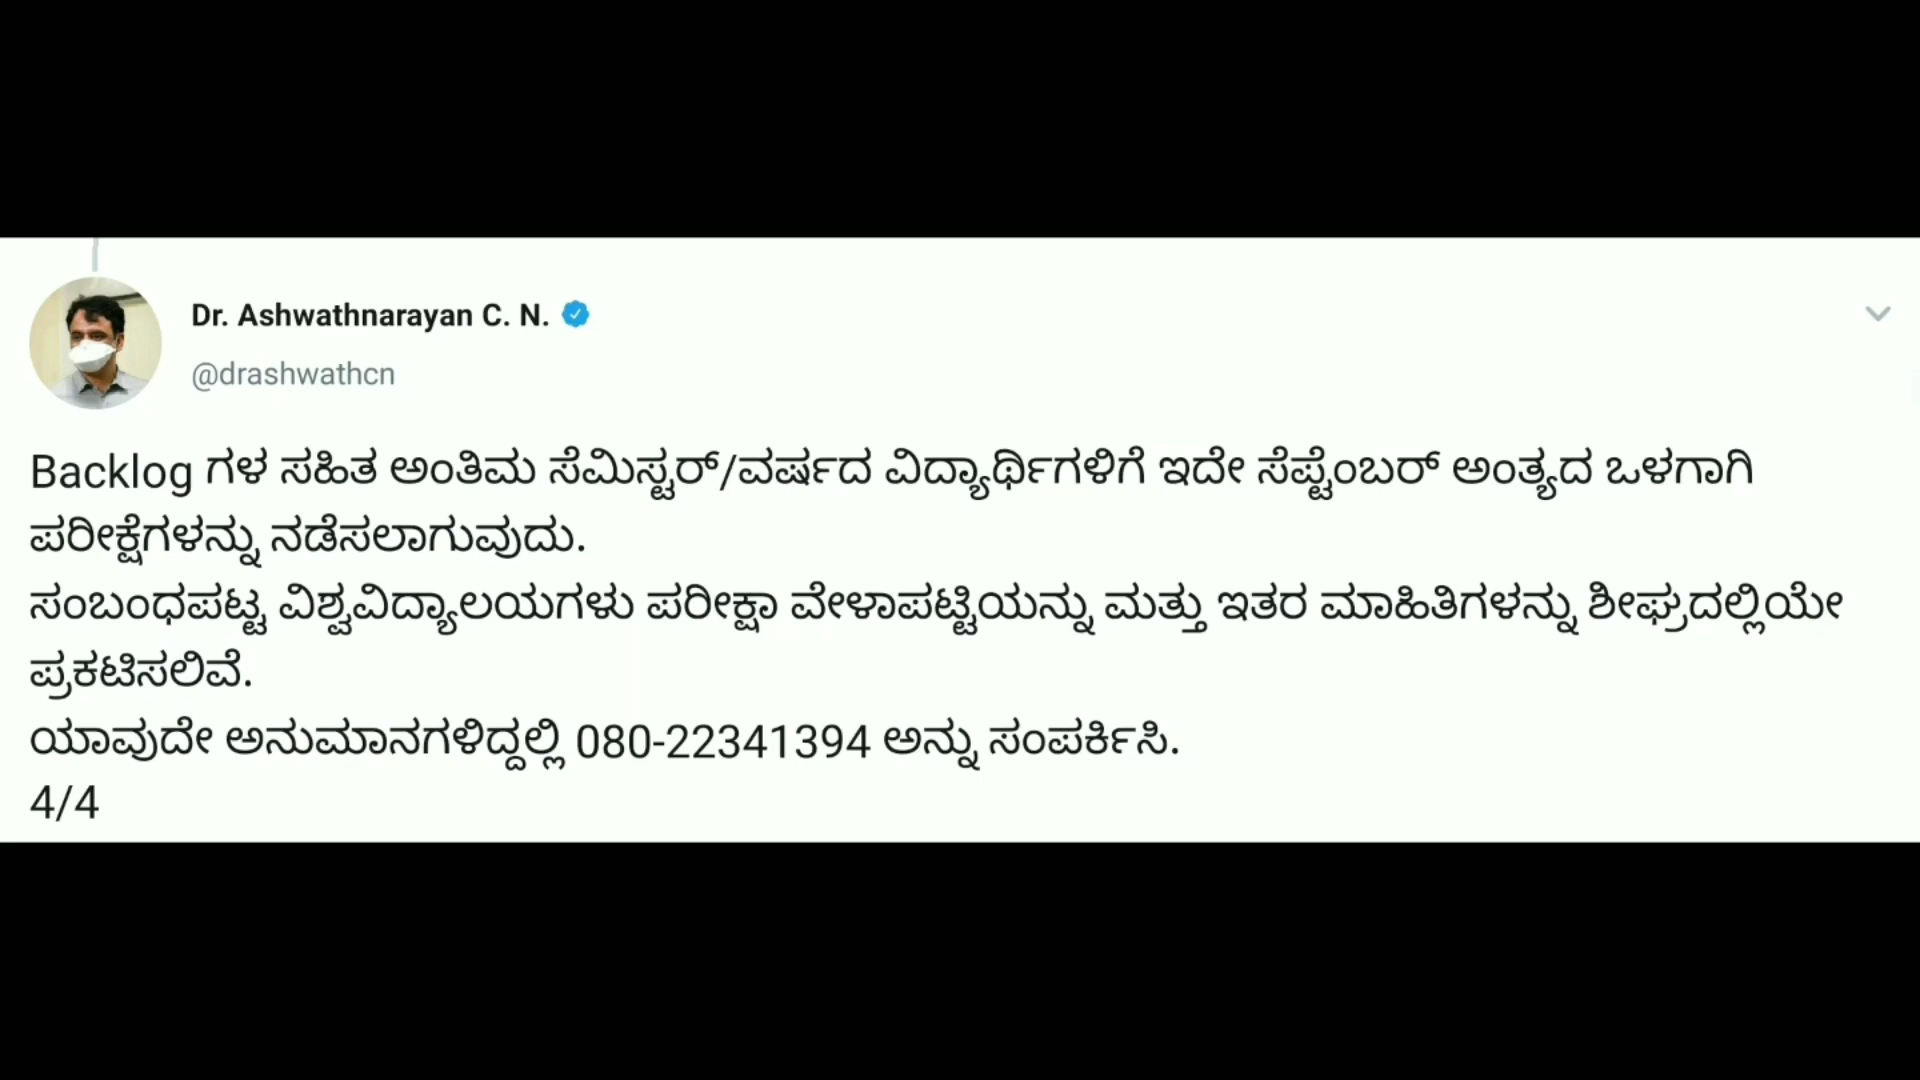 Dr. Ashwathnarayan C. N.
@drashwathcn
Backlog ಗಳ ಸಹಿತ ಅಂತಿಮ ಸೆಮಿಸ್ಟರ್/ವರ್ಷದ ವಿದ್ಯಾರ್ಥಿಗಳಿಗೆ ಇದೇ ಸೆಪ್ಟೆಂಬರ್ ಅಂತ್ಯದ ಒಳಗಾಗಿ
ಪರೀಕ್ಷೆಗಳನ್ನು ನಡೆಸಲಾಗುವುದು.
ಸಂಬಂಧಪಟ್ಟ ವಿಶ್ವವಿದ್ಯಾಲಯಗಳು ಪರೀಕ್ಷಾ ವೇಳಾಪಟ್ಟಿಯನ್ನು ಮತ್ತು ಇತರ ಮಾಹಿತಿಗಳನ್ನು ಶೀಘ್ರದಲ್ಲಿಯೇ
ಪ್ರಕಟಿಸಲಿವೆ.
ಯಾವುದೇ ಅನುಮಾನಗಳಿದ್ದಲ್ಲಿ 080-22341394 ಅನ್ನು ಸಂಪರ್ಕಿಸಿ.
4/4